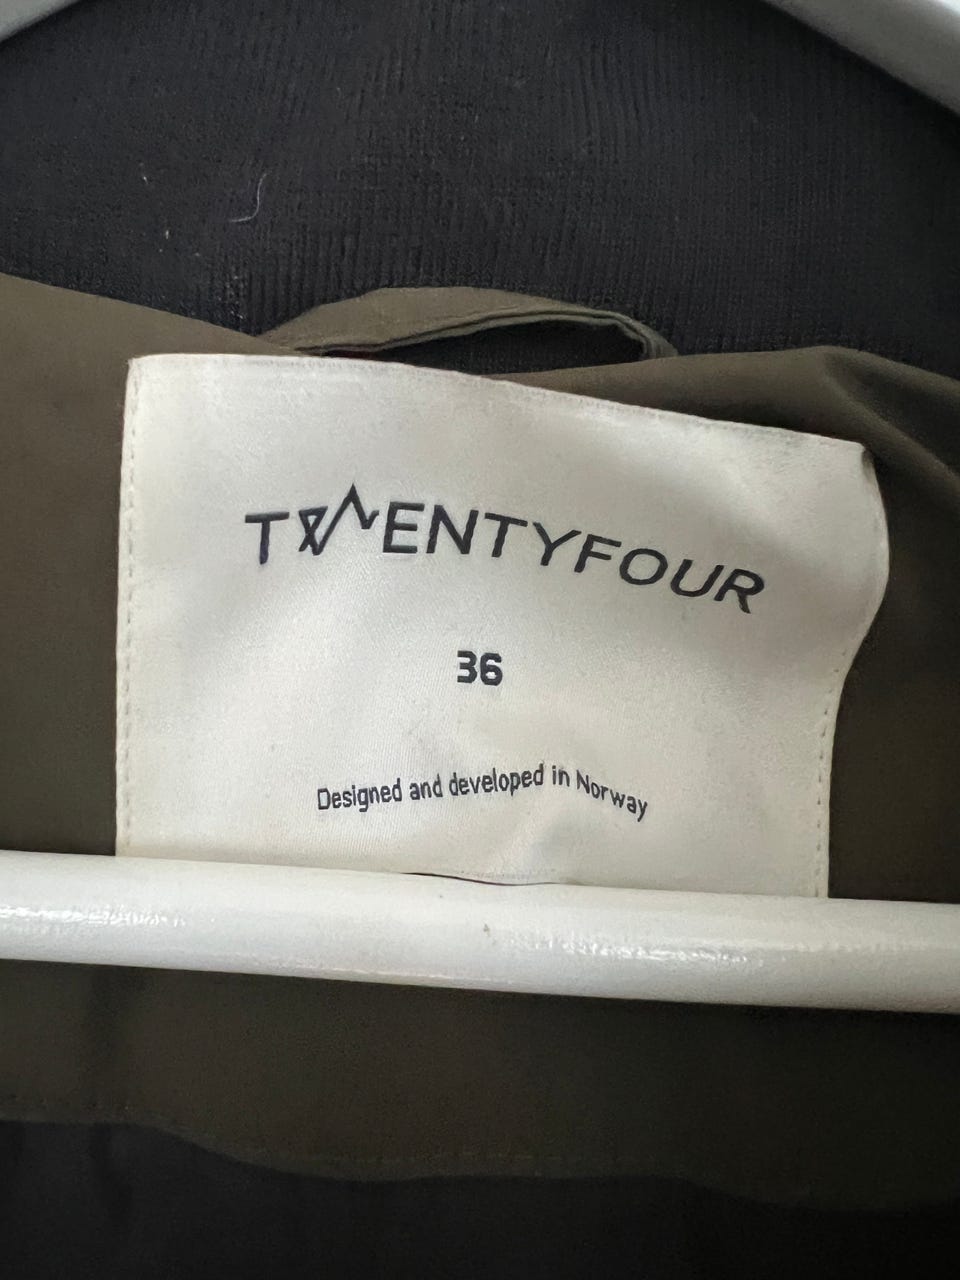 TWENTYFOUR
36
Designed and developed in Norway